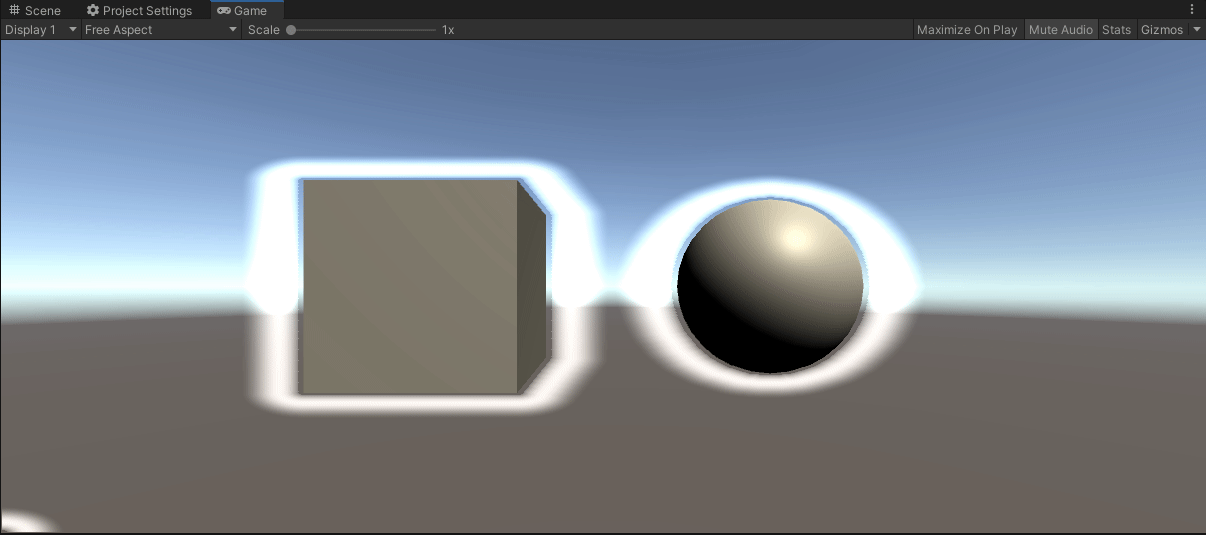 Scene Project Settings Game
Display 1 Free Aspect Scale 1x Maximize On Play Mute Audio Stats Gizmos